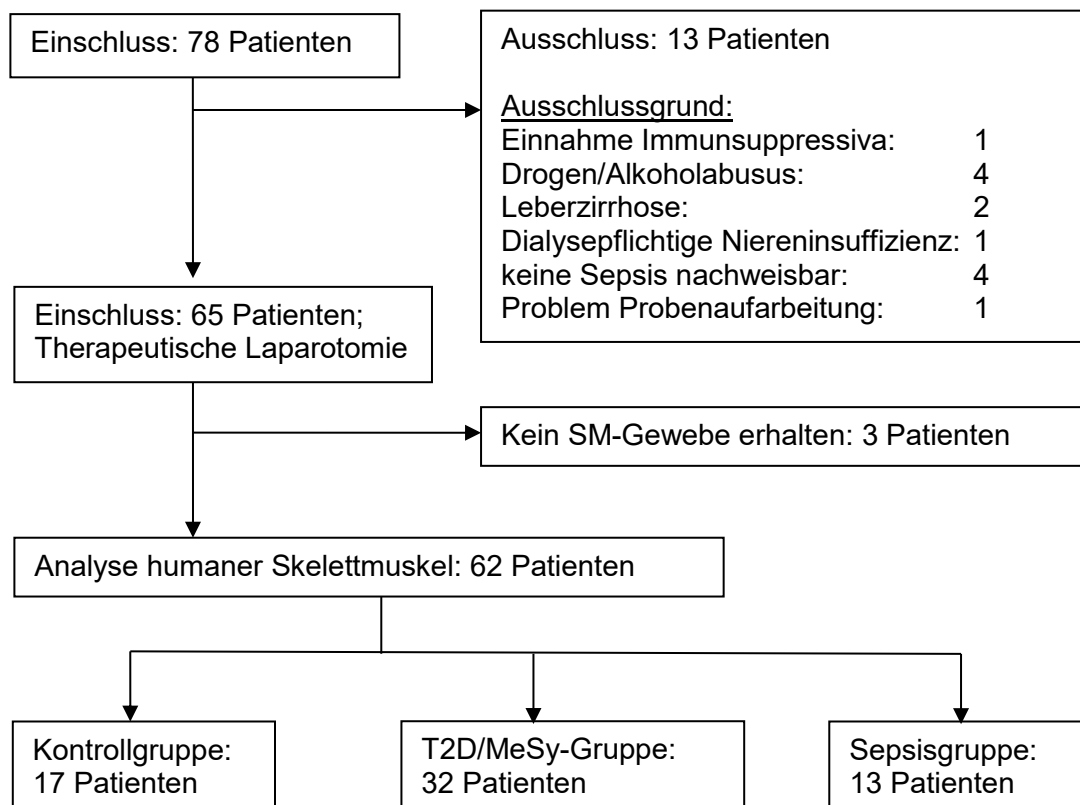 Einschluss: 78 Patienten
Ausschluss: 13 Patienten
Ausschlussgrund:
Einnahme Immunsuppressiva: 1
Drogen/Alkoholabusus: 4
Leberzirrhose: 2
Dialysepflichtige Niereninsuffizienz: 1
keine Sepsis nachweisbar: 4
Problem Probenaufarbeitung: 1
Einschluss: 65 Patienten;
Therapeutische Laparotomie
Kein SM-Gewebe erhalten: 3 Patienten
Analyse humaner Skelettmuskel: 62 Patienten
Kontrollgruppe:
17 Patienten
T2D/MeSy-Gruppe:
32 Patienten
Sepsisgruppe:
13 Patienten